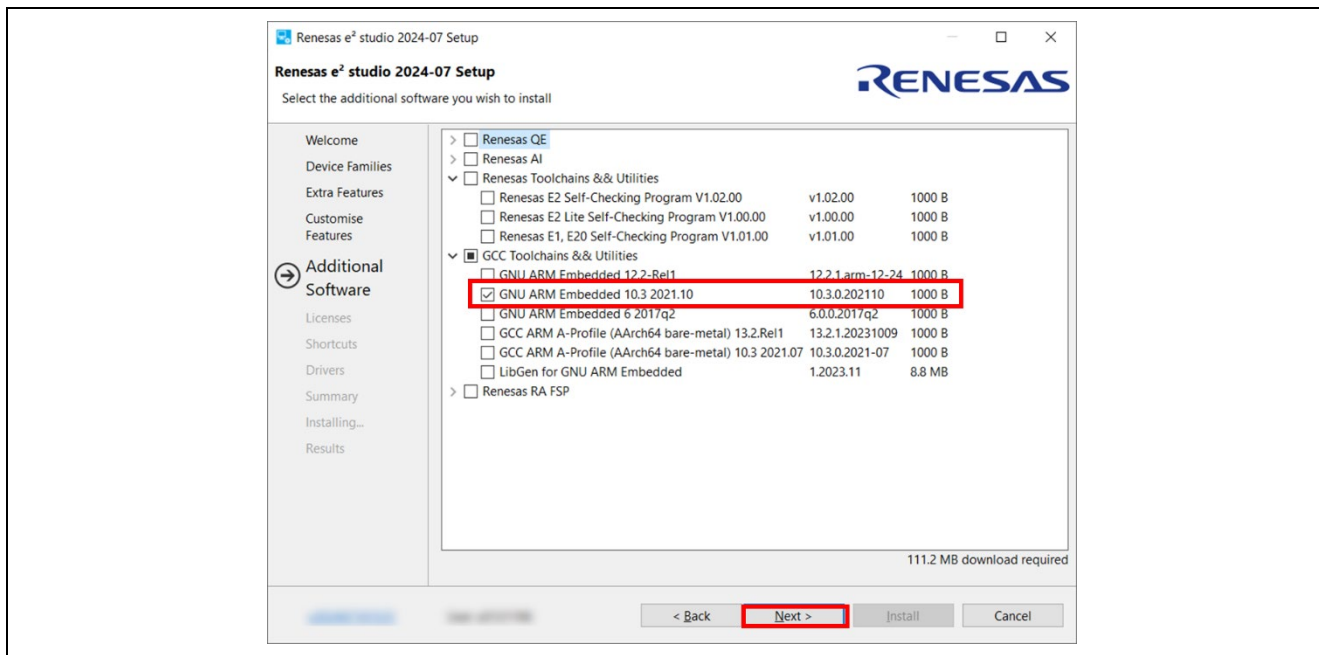 Renesas e² studio 2024-07 Setup
Renesas e² studio 2024-07 Setup
Select the additional software you wish to install
RENESAS
Welcome
Device Families
Extra Features
Customise
Features
Additional
Software
Licenses
Shortcuts
Drivers
Summary
Installing...
Results
Renesas QE
Renesas AI
Renesas Toolchains && Utilities
Renesas E2 Self-Checking Program V1.02.00 v1.02.00 1000 B
Renesas E2 Lite Self-Checking Program V1.00.00 v1.00.00 1000 B
Renesas E1, E20 Self-Checking Program V1.01.00 v1.01.00 1000 B
GCC Toolchains && Utilities
GNU ARM Embedded 12.2-Rel1 12.2.1.arm-12-24 1000 B
GNU ARM Embedded 10.3 2021.10 10.3.0.202110 1000 B
GNU ARM Embedded 6 2017q2 6.0.0.2017q2 1000 B
GCC ARM A-Profile (AArch64 bare-metal) 13.2.Rel1 13.2.1.20231009 1000 B
GCC ARM A-Profile (AArch64 bare-metal) 10.3 2021.07 10.3.0.2021-07 1000 B
LibGen for GNU ARM Embedded 1.2023.11 8.8 MB
Renesas RA FSP
111.2 MB download required
< Back Next > Install Cancel